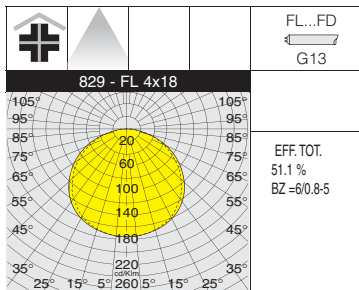 FL...FD
G13
829 - FL 4x18
105° 105°
95° 95°
85° 20 85°
75° 60 75°
65° 100 65°
55° 140 55°
45° 180 45°
35° 220 35°
cd/Klm
25° 15° 5° 260 5° 15° 25°
EFF. TOT.
51.1 %
BZ =6/0.8-5